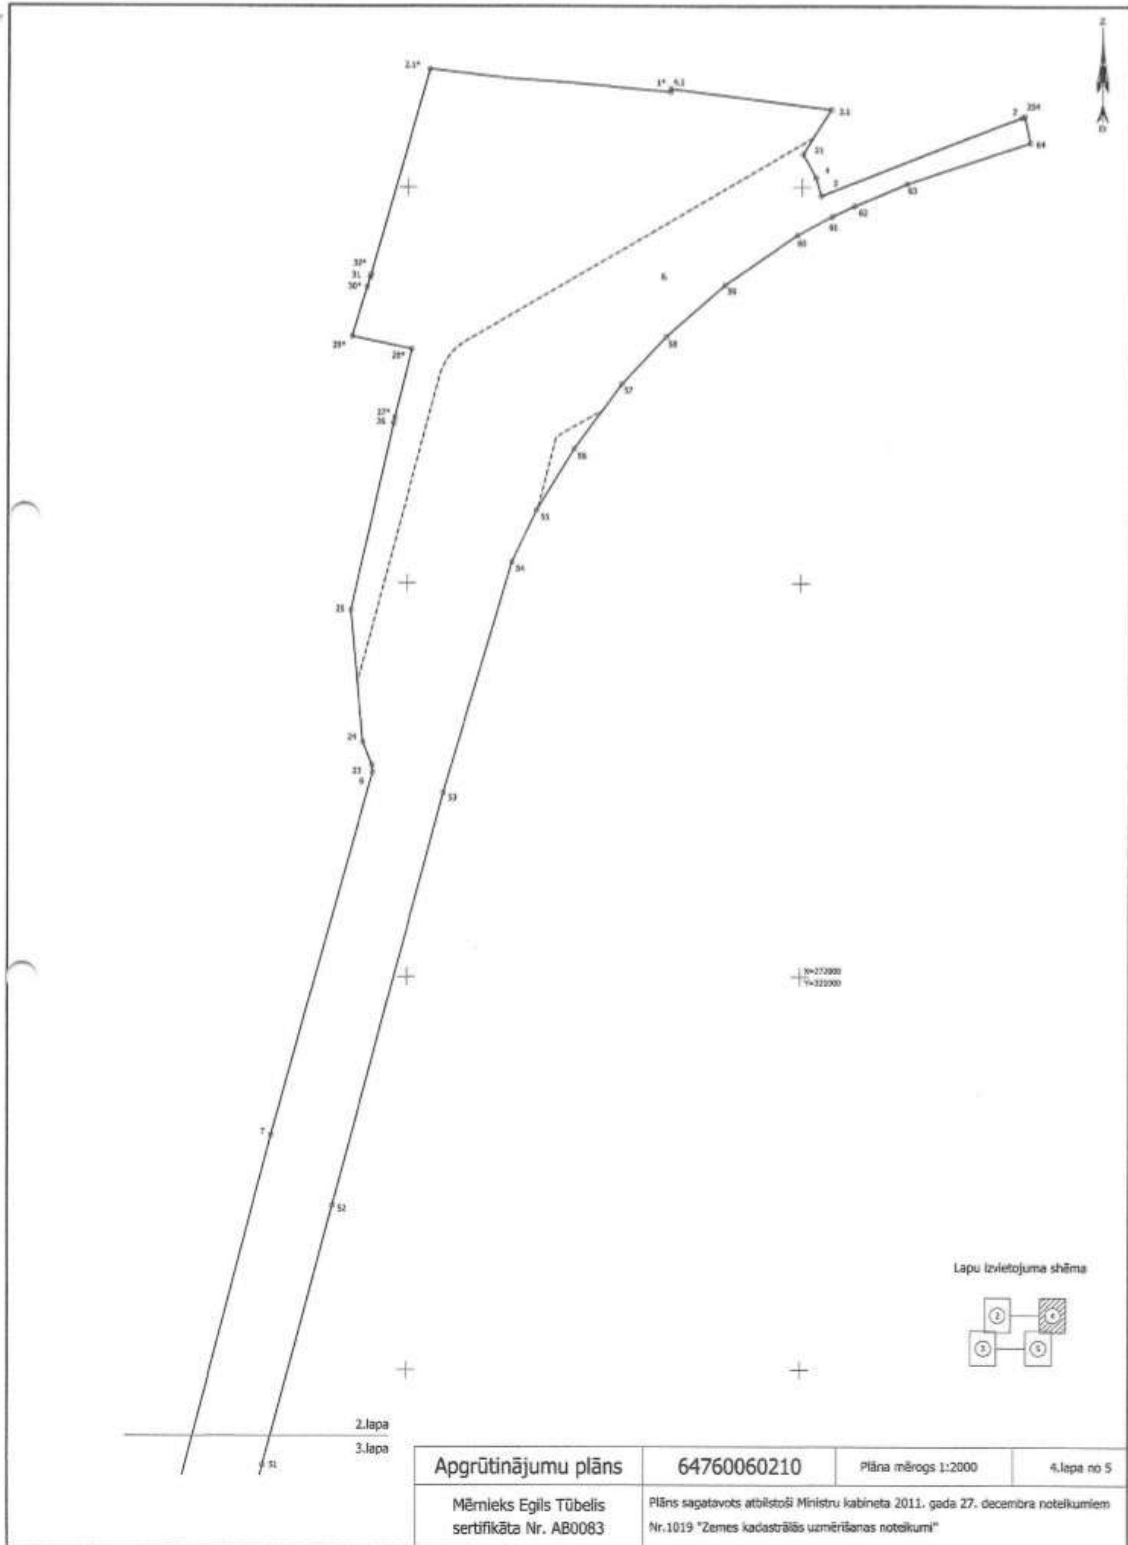 Z
2.1*
1* 4.1
3.1
2 254
64
21
4
3
63
62
61
60
32*
31
30*
6.
59
29*
28*
58
57
27*
26
56
55
54
25
24
23
6
53
X=272000
Y=321000
7
52
Lapu izvietojuma shēma
2 4
3 5
2.lapa
3.lapa
51
Apgrūtinājumu plāns
64760060210
Plāna mērogs 1:2000
4.lapa no 5
Mērnieks Egils Tūbelis
sertifikāta Nr. AB0083
Plāns sagatavots atbilstoši Ministru kabineta 2011. gada 27. decembra noteikumiem
Nr.1019 "Zemes kadastrālās uzmērīšanas noteikumi"